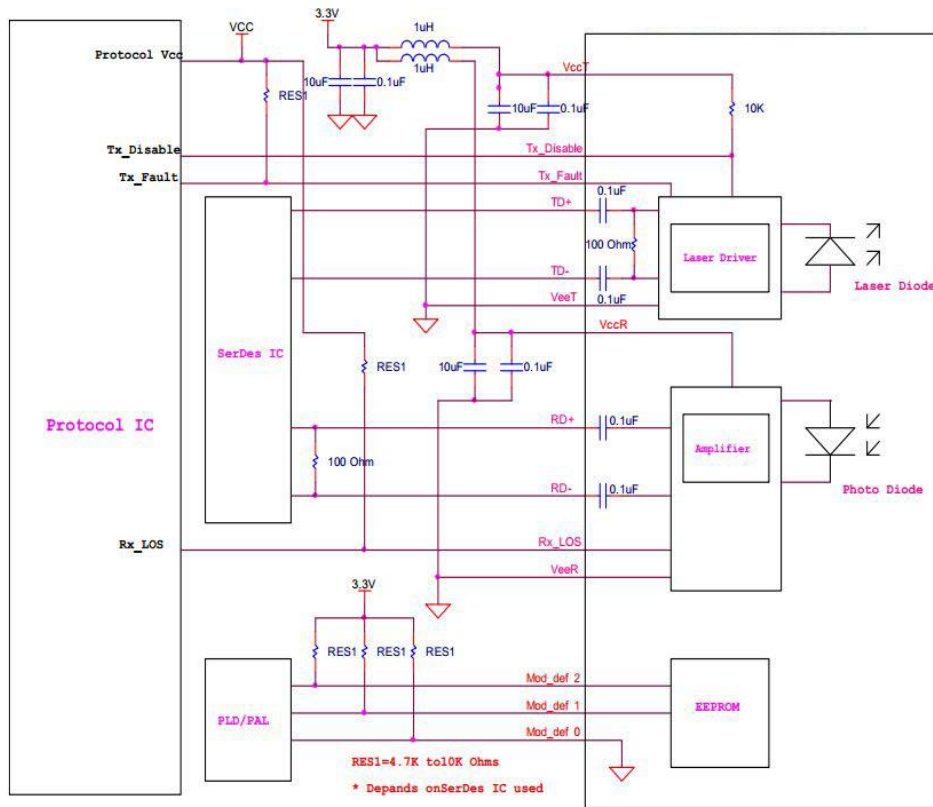 3.3V
VCC
1uH
Protocol Vcc
1uH
VccT
10uF
0.1uF
RES1
10uF
0.1uF
10K
Tx_Disable
Tx_Disable
Tx_Fault
Tx_Fault
0.1uF
TD+
100 Ohm
Laser Driver
TD-
Laser Diode
VeeT
0.1uF
VccR
SerDes IC
RES1
10uF
0.1uF
RD+
0.1uF
Protocol IC
Amplifier
100 Ohm
RD-
0.1uF
Photo Diode
Rx_LOS
Rx_LOS
VeeR
3.3V
RES1
RES1
RES1
Mod_def 2
PLD/PAL
Mod_def 1
EEPROM
Mod_def 0
RES1=4.7K to10K Ohms
* Depands onSerDes IC used